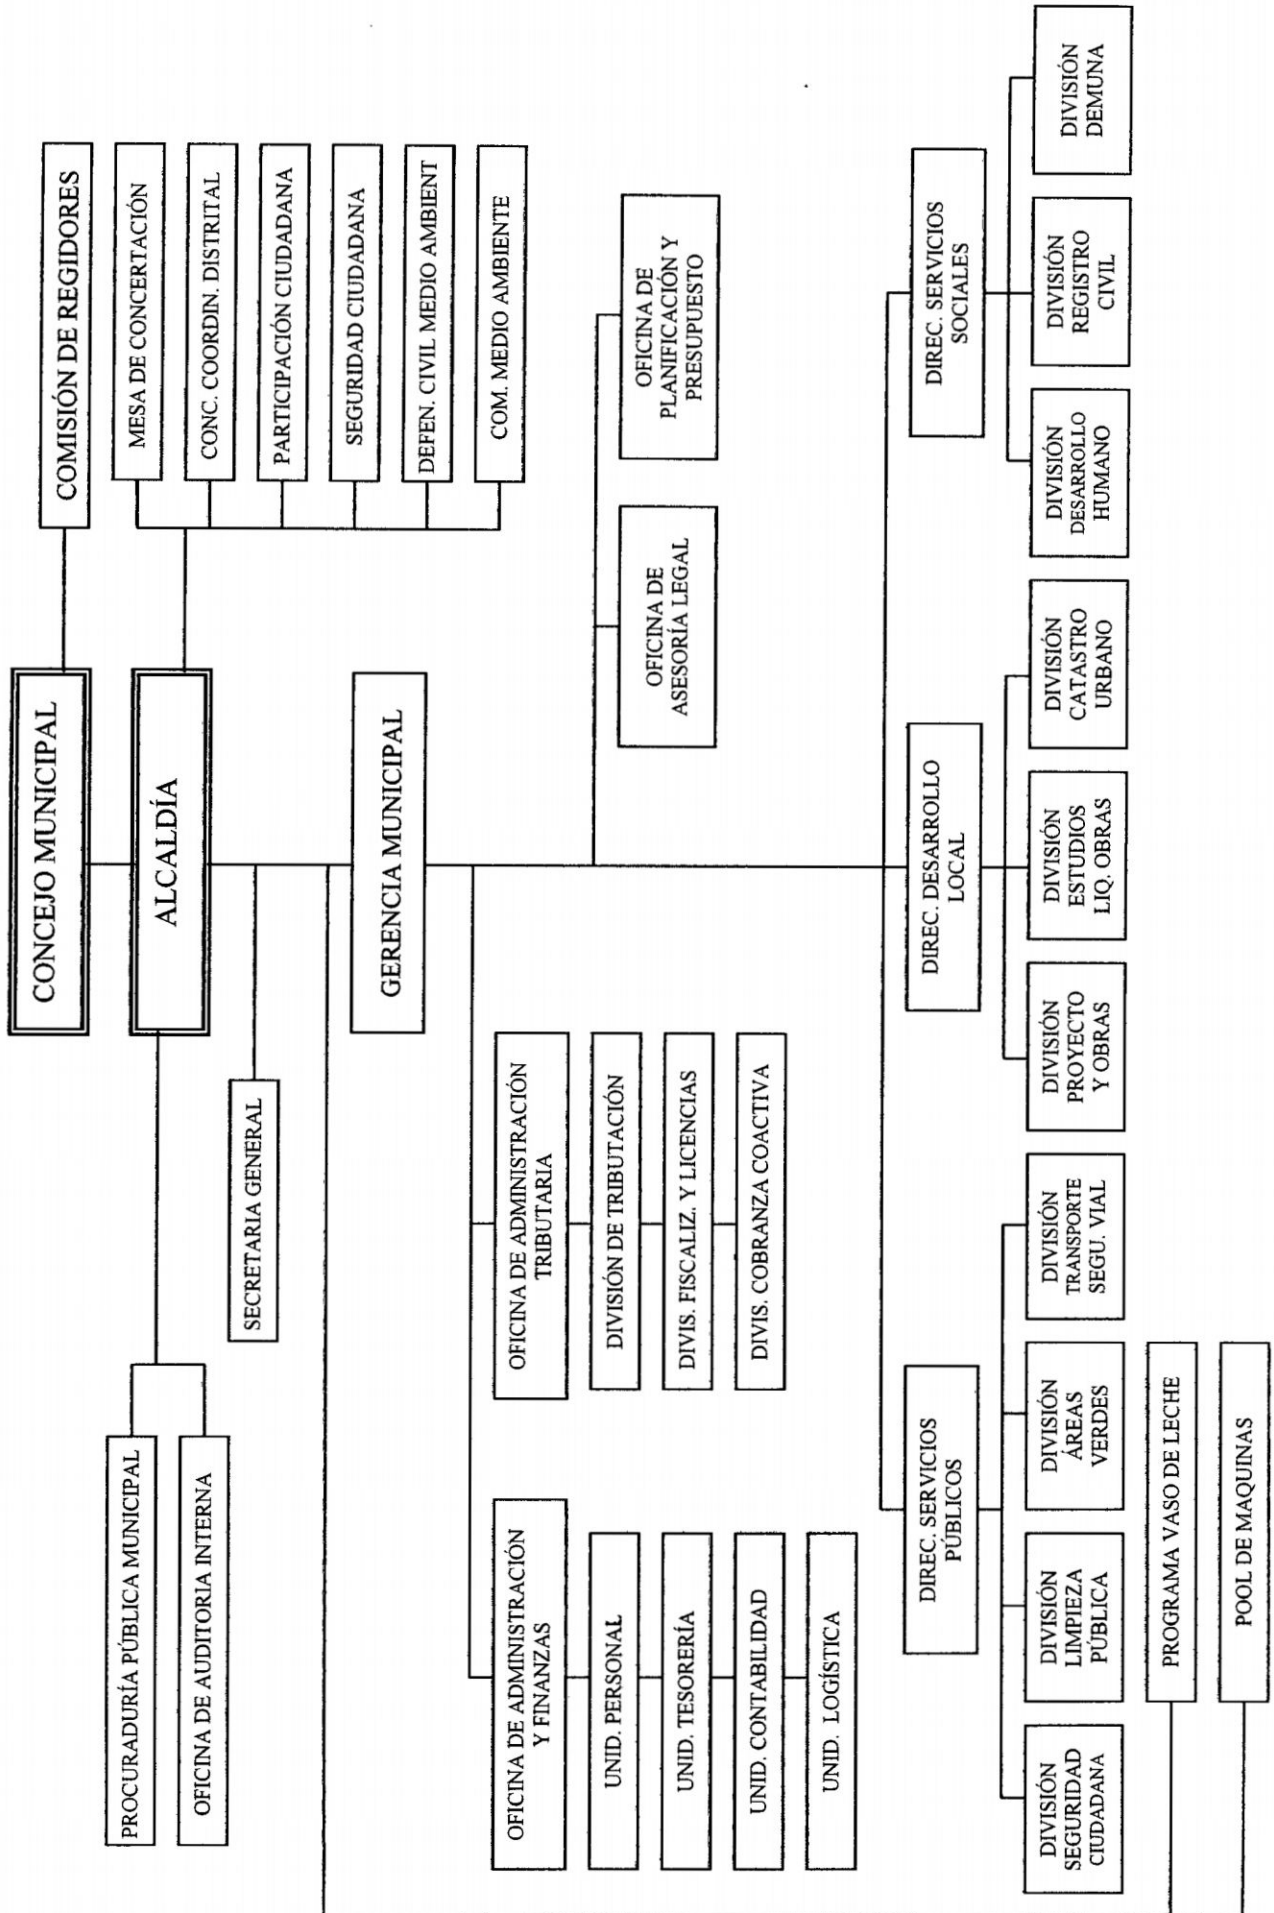 CONCEJO MUNICIPAL
COMISIÓN DE REGIDORES
ALCALDÍA
MESA DE CONCERTACIÓN
CONC. COORDIN. DISTRITAL
PARTICIPACIÓN CIUDADANA
SEGURIDAD CIUDADANA
DEFEN. CIVIL MEDIO AMBIENT
COM. MEDIO AMBIENTE
PROCURADURÍA PÚBLICA MUNICIPAL
OFICINA DE AUDITORIA INTERNA
SECRETARIA GENERAL
GERENCIA MUNICIPAL
OFICINA DE
ASESORÍA LEGAL
OFICINA DE
PLANIFICACIÓN Y
PRESUPUESTO
OFICINA DE ADMINISTRACIÓN
Y FINANZAS
UNID. PERSONAL
UNID. TESORERÍA
UNID. CONTABILIDAD
UNID. LOGÍSTICA
OFICINA DE ADMINISTRACIÓN
TRIBUTARIA
DIVISIÓN DE TRIBUTACIÓN
DIVIS. FISCALIZ. Y LICENCIAS
DIVIS. COBRANZA COACTIVA
DIREC. SERVICIOS
PÚBLICOS
DIVISIÓN
SEGURIDAD
CIUDADANA
DIVISIÓN
LIMPIEZA
PÚBLICA
DIVISIÓN
ÁREAS
VERDES
DIVISIÓN
TRANSPORTE
SEGU. VIAL
DIREC. DESARROLLO
LOCAL
DIVISIÓN
PROYECTO
Y OBRAS
DIVISIÓN
ESTUDIOS
LIQ. OBRAS
DIVISIÓN
CATASTRO
URBANO
DIREC. SERVICIOS
SOCIALES
DIVISIÓN
DESARROLLO
HUMANO
DIVISIÓN
REGISTRO
CIVIL
DIVISIÓN
DEMUNA
PROGRAMA VASO DE LECHE
POOL DE MAQUINAS